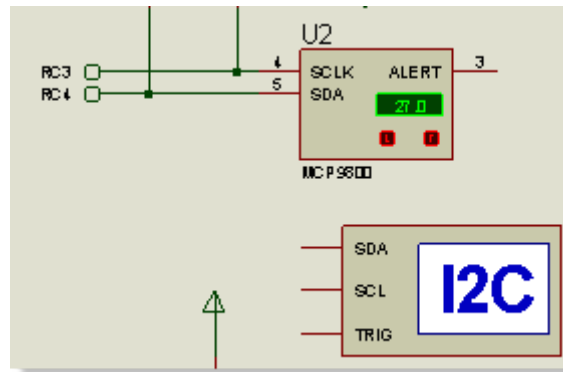 U2
RC3 4 SCLK ALERT 3
RC4 5 SDA
27.0
MCP9800
SDA
SCL
TRIG
I2C